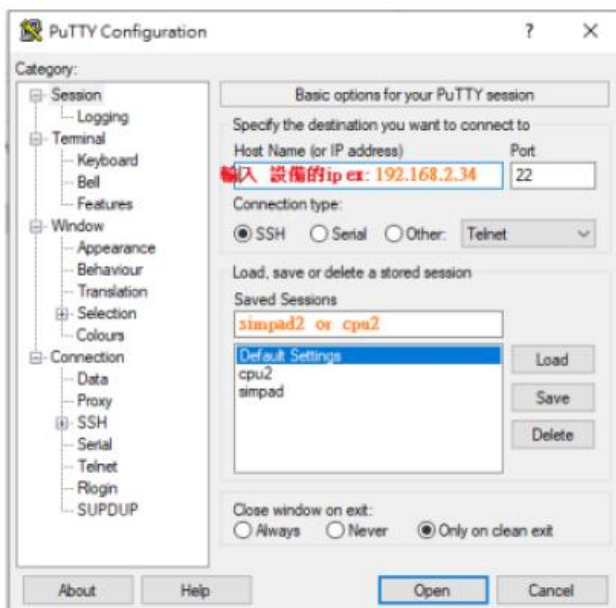 PuTTY Configuration
?
Category:
Session
Logging
Terminal
Keyboard
Bell
Features
Window
Appearance
Behaviour
Translation
Selection
Colours
Connection
Data
Proxy
SSH
Serial
Telnet
Rlogin
SUPDUP
Basic options for your PuTTY session
Specify the destination you want to connect to
Host Name (or IP address) Port
輸入 設備的ip ex: 192.168.2.34 22
Connection type:
SSH Serial Other: Telnet
Load, save or delete a stored session
Saved Sessions
simpad2 or cpu2
Default Settings Load
cpu2
simpad Save
Delete
Close window on exit:
Always Never Only on clean exit
About Help Open Cancel